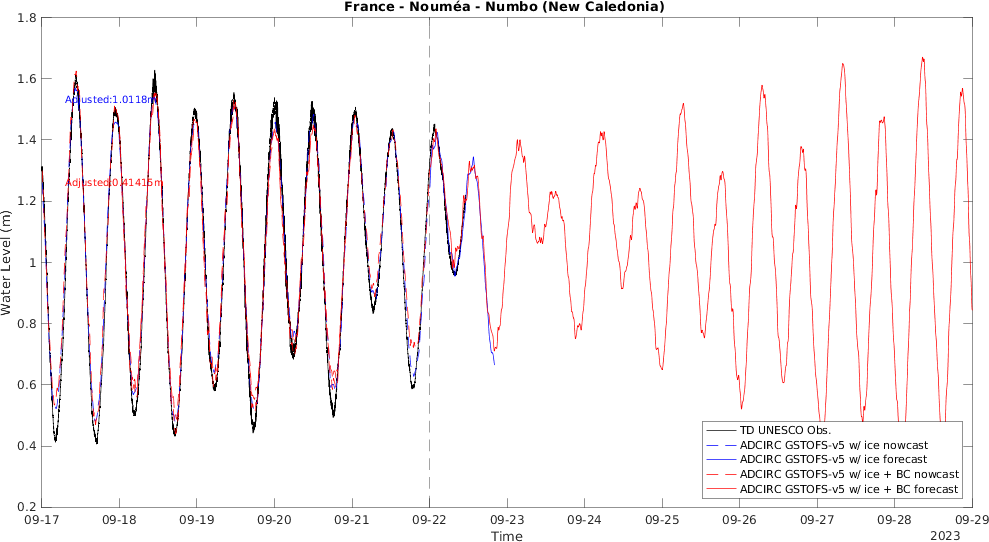 France - Nouméa - Numbo (New Caledonia)
1.8
1.6
1.4
1.2
1
0.8
0.6
0.4
0.2
Water Level (m)
Adjusted:1.0118m
Adjusted:0.41415m
TD UNESCO Obs.
ADCIRC GSTOFS-v5 w/ ice nowcast
ADCIRC GSTOFS-v5 w/ ice forecast
ADCIRC GSTOFS-v5 w/ ice + BC nowcast
ADCIRC GSTOFS-v5 w/ ice + BC forecast
09-17 09-18 09-19 09-20 09-21 09-22 09-23 09-24 09-25 09-26 09-27 09-28 09-29
Time
2023